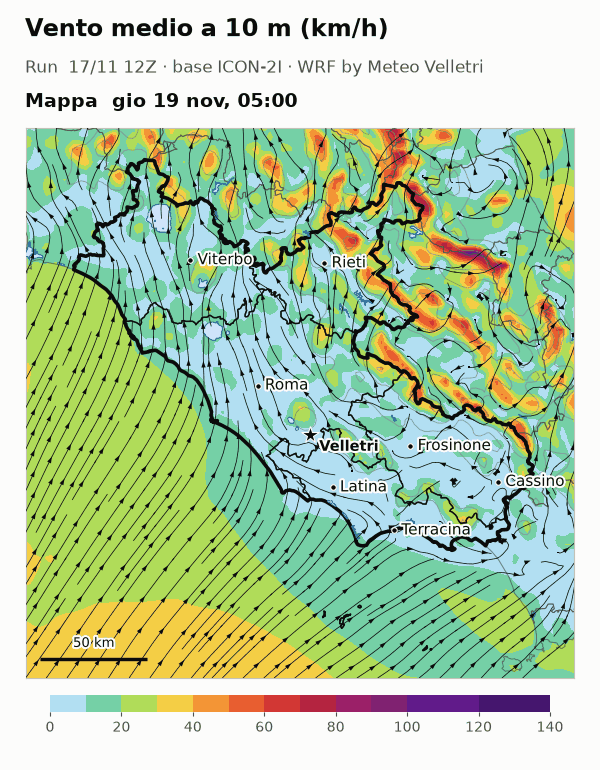 Vento medio a 10 m (km/h)
Run 17/11 12Z · base ICON-2I · WRF by Meteo Velletri
Mappa gio 19 nov, 05:00
Viterbo
Rieti
Roma
Velletri
Frosinone
Cassino
Latina
Terracina
50 km
0 20 40 60 80 100 120 140